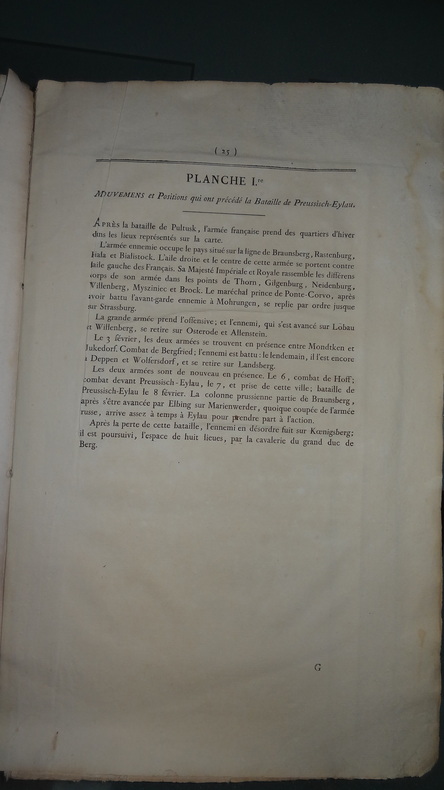 ( 25 )
PLANCHE I.re
MOUVEMENS et Positions qui ont précédé la Bataille de Preussisch-Eylau.
APRÈS la bataille de Pultusk, l'armée française prend des quartiers d'hiver
dans les lieux représentés sur la carte.
L'armée ennemie occupe le pays situé sur la ligne de Braunsberg, Rastenburg,
Biala et Bialistock. L'aile droite et le centre de cette armée se portent contre
l'aile gauche des Français. Sa Majesté Impériale et Royale rassemble les différens
corps de son armée dans les points de Thorn, Gilgenburg, Neidenburg,
Villenberg, Mysziniec et Brock. Le maréchal prince de Ponte-Corvo, après
avoir battu l'avant-garde ennemie à Mohrungen, se replie par ordre jusque
sur Strasburg.
La grande armée prend l'offensive; et l'ennemi, qui s'est avancé sur Lobau
et Willenberg, se retire sur Osterode et Allenstein.
Le 3 février, les deux armées se trouvent en présence entre Mondtken et
Jukedorf. Combat de Bergfried; l'ennemi est battu: le lendemain, il l'est encore
à Deppen et Wolfersdorf, et se retire sur Landsberg.
Les deux armées sont de nouveau en présence. Le 6, combat de Hoff;
combat devant Preussisch-Eylau, le 7, et prise de cette ville; bataille de
Preussisch-Eylau le 8 février. La colonne prussienne partie de Braunsberg,
après s'être avancée par Elbing sur Marienwerder, quoique coupée de l'armée
russe, arrive assez à temps à Eylau pour prendre part à l'action.
Après la perte de cette bataille, l'ennemi en désordre fuit sur Kœnigsberg;
il est poursuivi, l'espace de huit lieues, par la cavalerie du grand duc de
Berg.
G